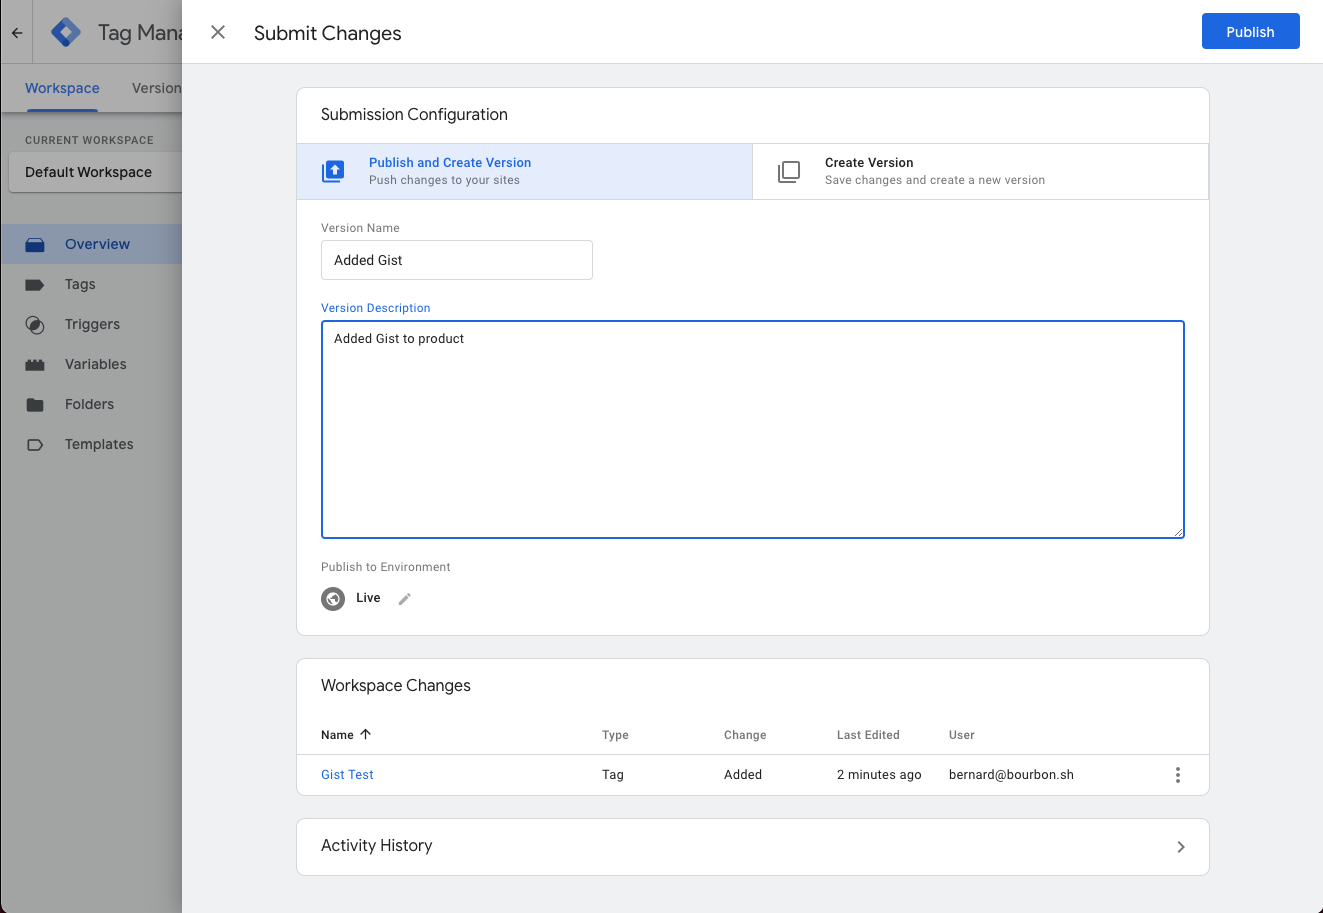 Tag Mana
Submit Changes
Publish
Workspace
Version
CURRENT WORKSPACE
Default Workspace
Overview
Tags
Triggers
Variables
Folders
Templates
Submission Configuration
Publish and Create Version
Push changes to your sites
Create Version
Save changes and create a new version
Version Name
Added Gist
Version Description
Added Gist to product
Publish to Environment
Live
Workspace Changes
Name Type Change Last Edited User
Gist Test Tag Added 2 minutes ago bernard@bourbon.sh
Activity History